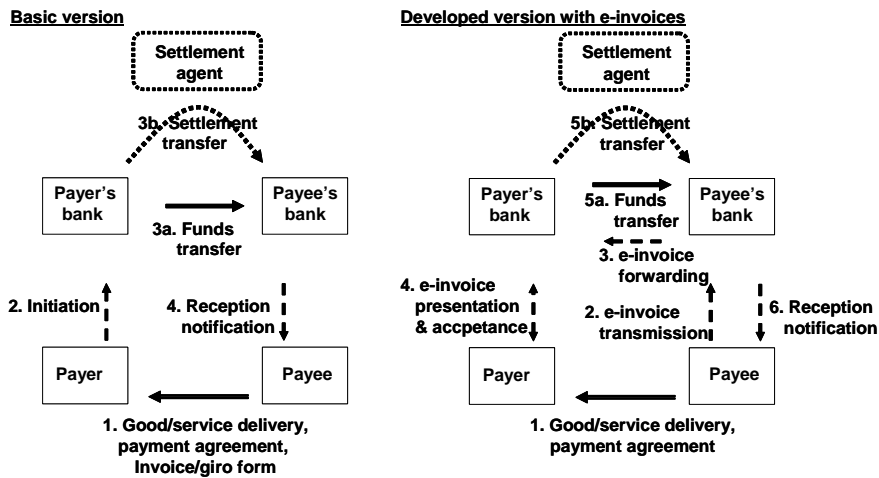 Basic version
Settlement
agent
3b. Settlement
transfer
Payer's
bank
Payee's
bank
3a. Funds
transfer
2. Initiation
4. Reception
notification
Payer
Payee
1. Good/service delivery,
payment agreement,
Invoice/giro form
Developed version with e-invoices
Settlement
agent
5b. Settlement
transfer
Payer's
bank
Payee's
bank
5a. Funds
transfer
3. e-invoice
forwarding
4. e-invoice
presentation
& accpetance
2. e-invoice
transmission
6. Reception
notification
Payer
Payee
1. Good/service delivery,
payment agreement